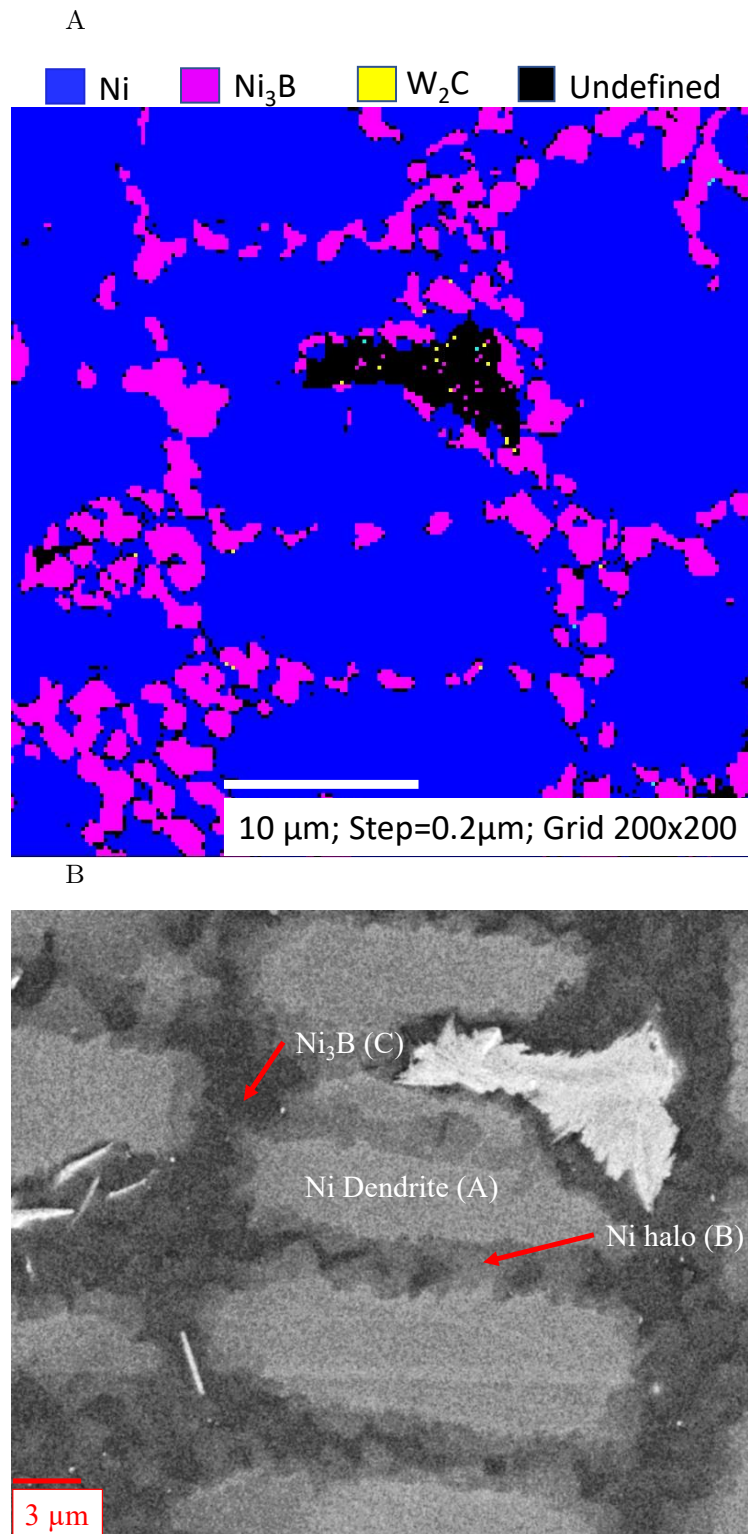 A
Ni Ni₃B W₂C Undefined
10 µm; Step=0.2µm; Grid 200x200
B
Ni₃B (C)
Ni Dendrite (A)
Ni halo (B)
3 µm